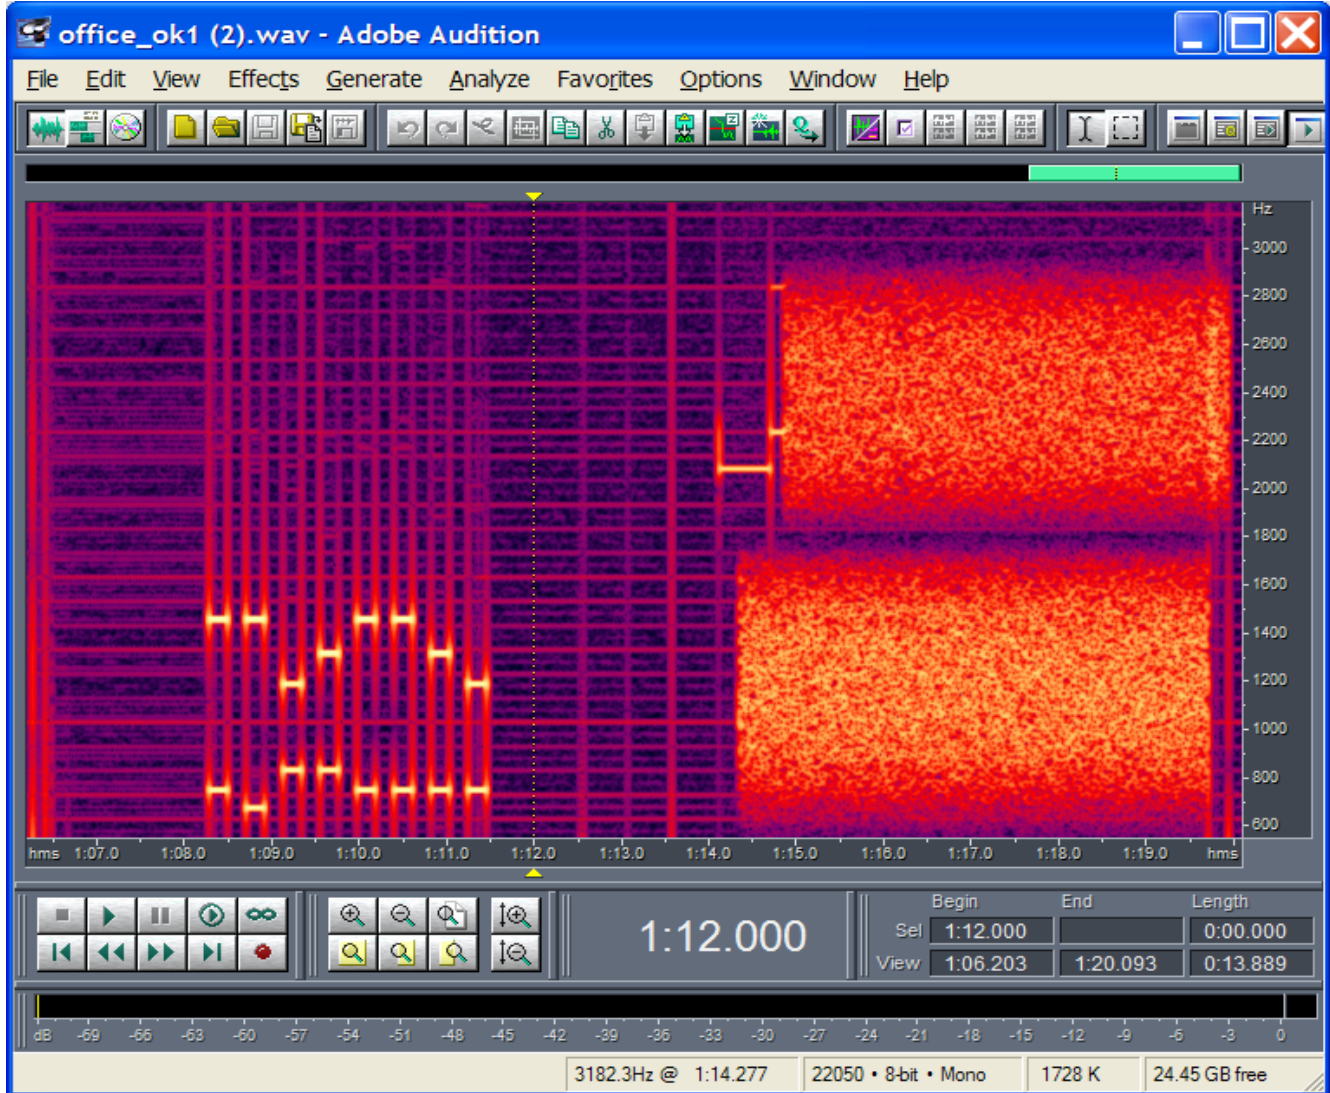 office_ok1 (2).wav - Adobe Audition
File Edit View Effects Generate Analyze Favorites Options Window Help
Hz
3000
2800
2600
2400
2200
2000
1800
1600
1400
1200
1000
800
600
hms 1:07.0 1:08.0 1:09.0 1:10.0 1:11.0 1:12.0 1:13.0 1:14.0 1:15.0 1:16.0 1:17.0 1:18.0 1:19.0 hms
Begin End Length
1:12.000
Sel 1:12.000 0:00.000
View 1:06.203 1:20.093 0:13.889
dB -69 -66 -63 -60 -57 -54 -51 -48 -45 -42 -39 -36 -33 -30 -27 -24 -21 -18 -15 -12 -9 -6 -3 0
3182.3Hz @ 1:14.277 22050 • 8-bit • Mono 1728 K 24.45 GB free